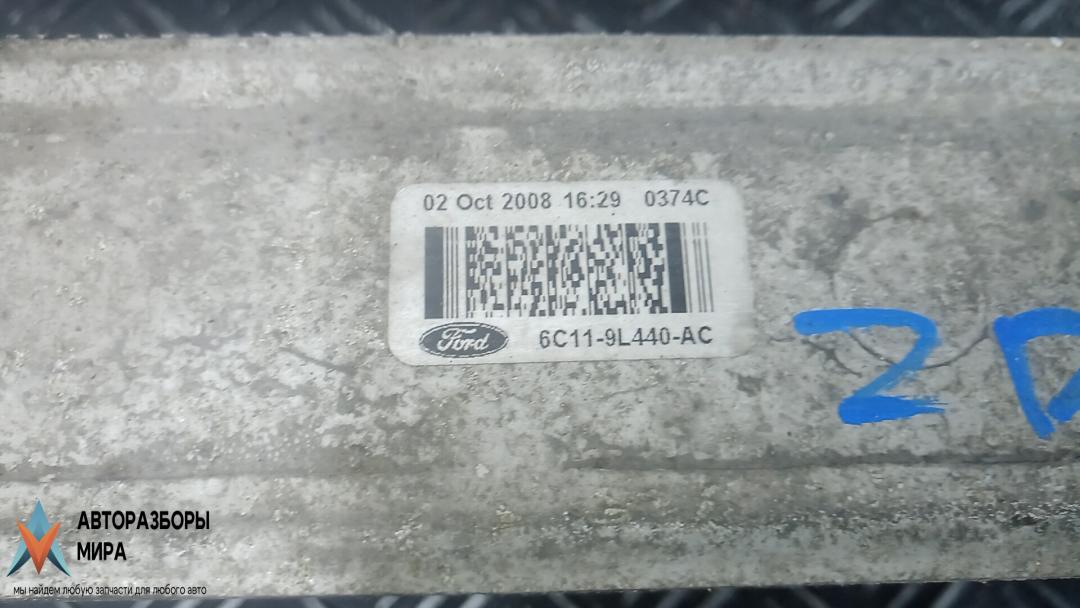 02 Oct 2008 16:29 0374C
Ford
6C11-9L440-AC
АВТОРАЗБОРЫ
МИРА
мы найдем любую запчасти для любого авто